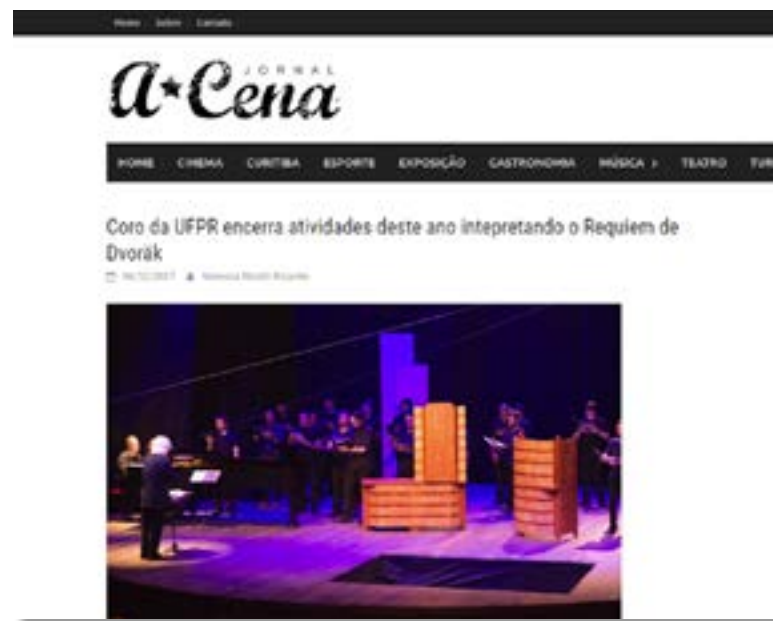 Home Sobre Contato
JORNAL
A*Cena
HOME CINEMA CURITIBA ESPORTE EXPOSIÇÃO GASTRONOMIA MÚSICA TEATRO TUR
Coro da UFPR encerra atividades deste ano intepretando o Requiem de
Dvorák